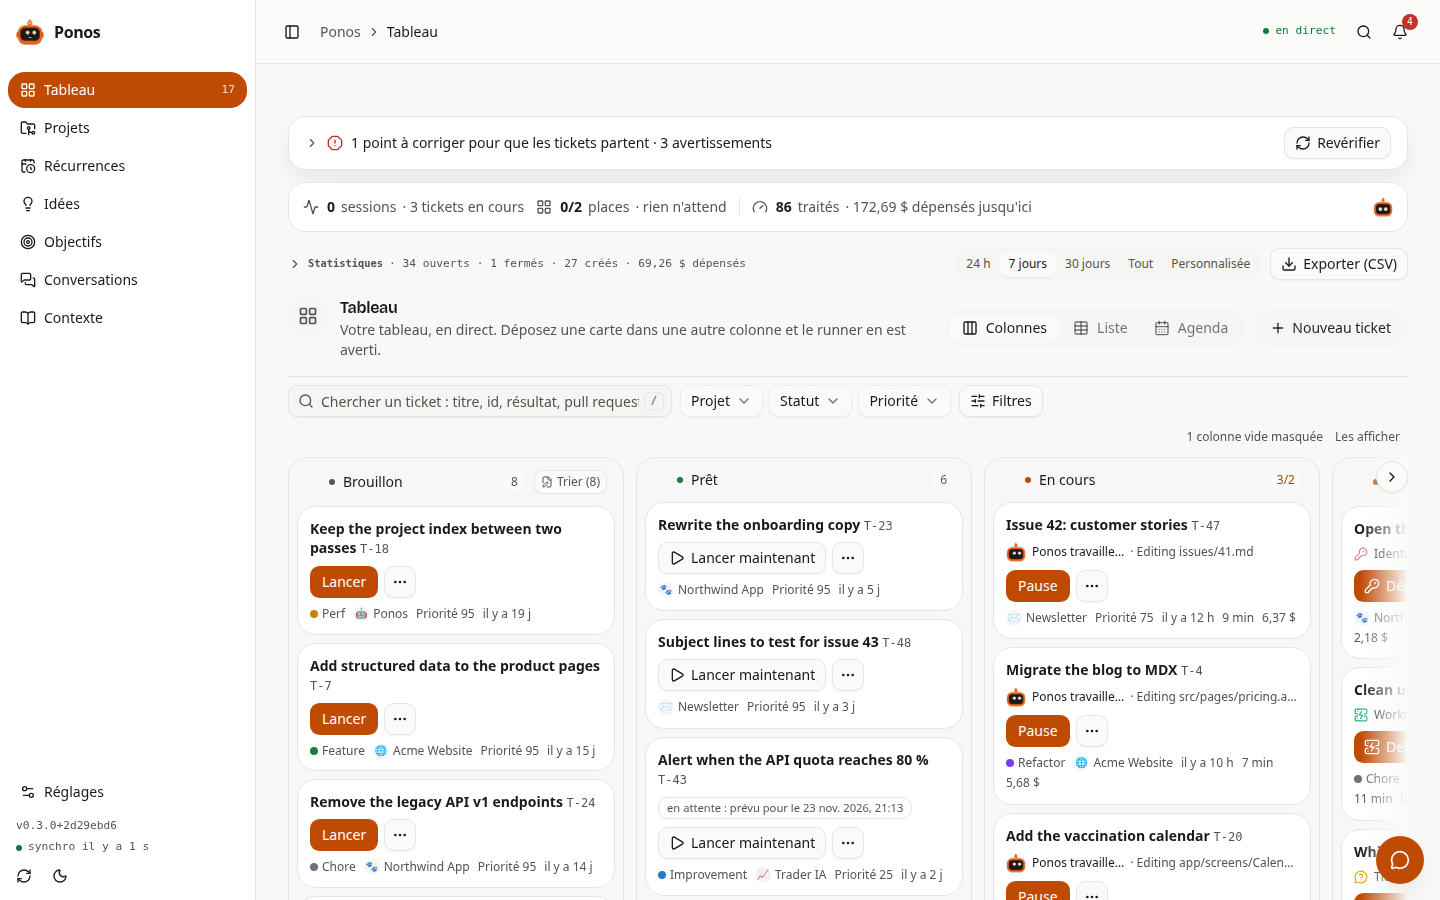 Ponos
Tableau 17
Projets
Récurrences
Idées
Objectifs
Conversations
Contexte
Réglages
v0.3.0+2d29ebd6
synchro il y a 1 s
Ponos > Tableau
en direct
4
1 point à corriger pour que les tickets partent · 3 avertissements
Revérifier
0 sessions · 3 tickets en cours 0/2 places · rien n'attend 86 traités · 172,69 $ dépensés jusqu'ici
Statistiques · 34 ouverts · 1 fermés · 27 créés · 69,26 $ dépensés
24 h 7 jours 30 jours Tout Personnalisée
Exporter (CSV)
Tableau
Votre tableau, en direct. Déposez une carte dans une autre colonne et le runner en est
averti.
Colonnes Liste Agenda
Nouveau ticket
Chercher un ticket : titre, id, résultat, pull request /
Projet Statut Priorité Filtres
1 colonne vide masquée Les afficher
Brouillon 8 Trier (8)
Keep the project index between two
passes T-18
Lancer
Perf Ponos Priorité 95 il y a 19 j
Add structured data to the product pages
T-7
Lancer
Feature Acme Website Priorité 95 il y a 15 j
Remove the legacy API v1 endpoints T-24
Lancer
Chore Northwind App Priorité 95 il y a 14 j
Prêt 6
Rewrite the onboarding copy T-23
Lancer maintenant
Northwind App Priorité 95 il y a 5 j
Subject lines to test for issue 43 T-48
Lancer maintenant
Newsletter Priorité 95 il y a 3 j
Alert when the API quota reaches 80 %
T-43
en attente : prévu pour le 23 nov. 2026, 21:13
Lancer maintenant
Improvement Trader IA Priorité 25 il y a 2 j
En cours 3/2
Issue 42: customer stories T-47
Ponos travaille... · Editing issues/41.md
Pause
Newsletter Priorité 75 il y a 12 h 9 min 6,37 $
Migrate the blog to MDX T-4
Ponos travaille... · Editing src/pages/pricing.a...
Pause
Refactor Acme Website il y a 10 h 7 min
5,68 $
Add the vaccination calendar T-20
Ponos travaille... · Editing app/screens/Calen...
Pause
Open
2,18 $
Clean
Chore
11 min